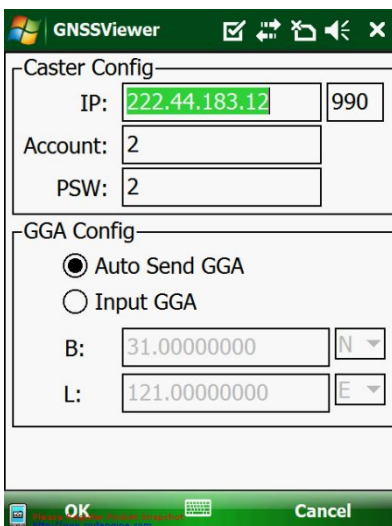 GNSSViewer
Caster Config
IP: 222.44.183.12 990
Account: 2
PSW: 2
GGA Config
Auto Send GGA
Input GGA
B: 31.00000000 N
L: 121.00000000 E
OK Cancel